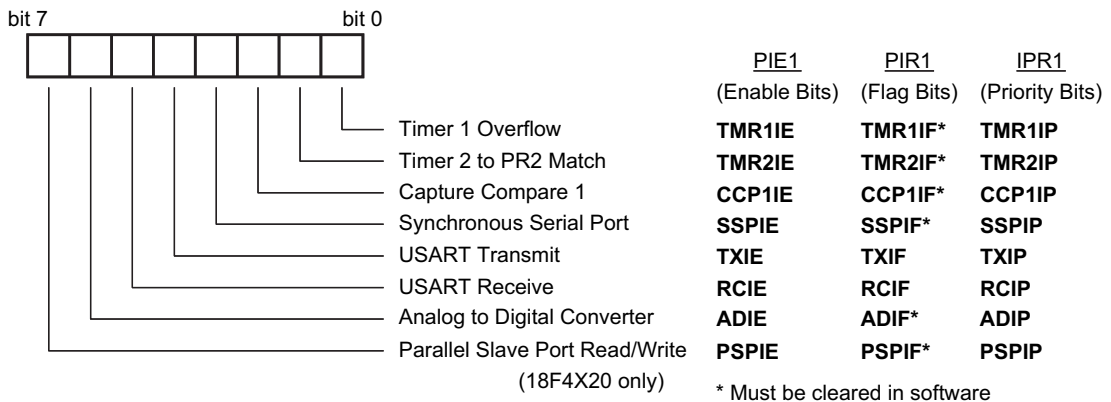 bit 7 bit 0
PIE1 PIR1 IPR1
(Enable Bits) (Flag Bits) (Priority Bits)
Timer 1 Overflow TMR1IE TMR1IF* TMR1IP
Timer 2 to PR2 Match TMR2IE TMR2IF* TMR2IP
Capture Compare 1 CCP1IE CCP1IF* CCP1IP
Synchronous Serial Port SSPIE SSPIF* SSPIP
USART Transmit TXIE TXIF TXIP
USART Receive RCIE RCIF RCIP
Analog to Digital Converter ADIE ADIF* ADIP
Parallel Slave Port Read/Write PSPIE PSPIF* PSPIP
(18F4X20 only)
* Must be cleared in software